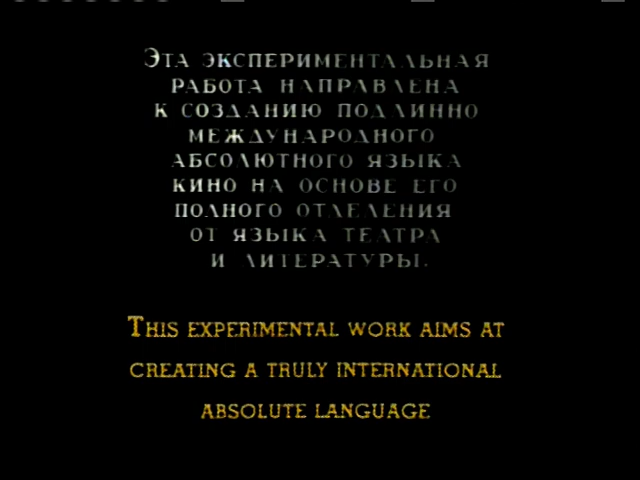 Эта экспериментальная
работа направлена
к созданию подлинно
международного
абсолютного языка
кино на основе его
полного отделения
от языка театра
и литературы.
This experimental work aims at
creating a truly international
absolute language